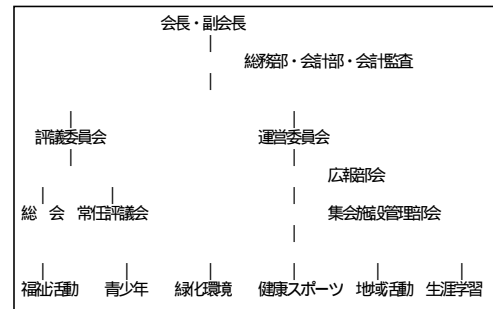 会長・副会長
総務部・会計部・会計監査
評議委員会 運営委員会
広報部会
総 会 常任評議会 集会施設管理部会
福祉活動 青少年 緑化環境 健康スポーツ 地域活動 生涯学習